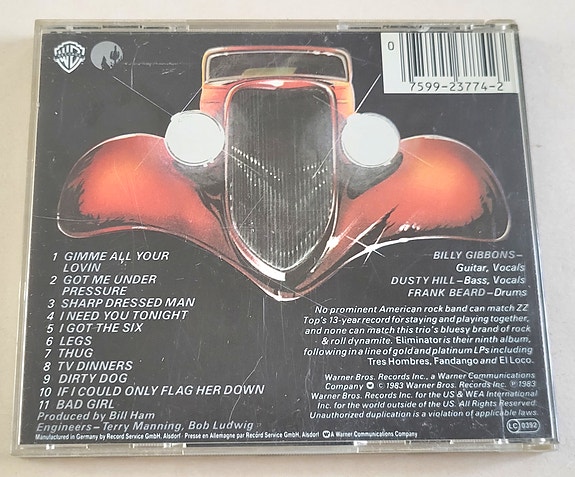 WB
0
7599-23774-2
1 GIMME ALL YOUR
LOVIN
2 GOT ME UNDER
PRESSURE
3 SHARP DRESSED MAN
4 I NEED YOU TONIGHT
5 I GOT THE SIX
6 LEGS
7 THUG
8 TV DINNERS
9 DIRTY DOG
10 IF I COULD ONLY FLAG HER DOWN
11 BAD GIRL
Produced by Bill Ham
Engineers – Terry Manning, Bob Ludwig
BILLY GIBBONS –
Guitar, Vocals
DUSTY HILL – Bass, Vocals
FRANK BEARD – Drums
No prominent American rock band can match ZZ
Top's 13-year record for staying and playing together,
and none can match this trio's bluesy brand of rock
& roll dynamite. Eliminator is their ninth album,
following in a line of gold and platinum LPs including
Tres Hombres, Fandango and El Loco.
Warner Bros. Records Inc., a Warner Communications
Company W © 1983 Warner Bros. Records Inc. ℗ 1983
Warner Bros. Records Inc. for the US & WEA International
Inc. for the world outside of the US. All Rights Reserved.
Unauthorized duplication is a violation of applicable laws.
Manufactured in Germany by Record Service GmbH, Alsdorf · Presse en Allemagne par Record Service GmbH, Alsdorf W A Warner Communications Company
LC 0392